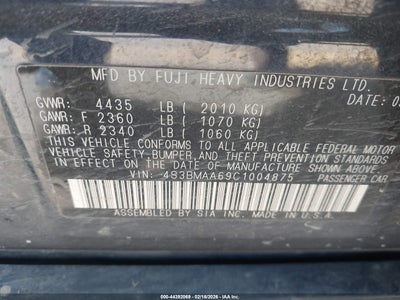 MFD BY FUJI HEAVY INDUSTRIES LTD.
DATE: 0
GVWR: 4435 LB ( 2010 KG)
GAWR: F 2360 LB ( 1070 KG)
GAWR: R 2340 LB ( 1060 KG)
THIS VEHICLE CONFORMS TO ALL APPLICABLE FEDERAL MOTOR
VEHICLE SAFETY, BUMPER, AND THEFT PREVENTION
STANDARDS IN EFFECT ON THE
DATE OF MANUFACTURE SHOWN ABOVE.
VIN: 4S3BMAA69C1004875
PASSENGER CAR
ASSEMBLED BY SIA INC. IN U.S.A.
000-44392069 - 02/18/2026 - IAA, Inc.